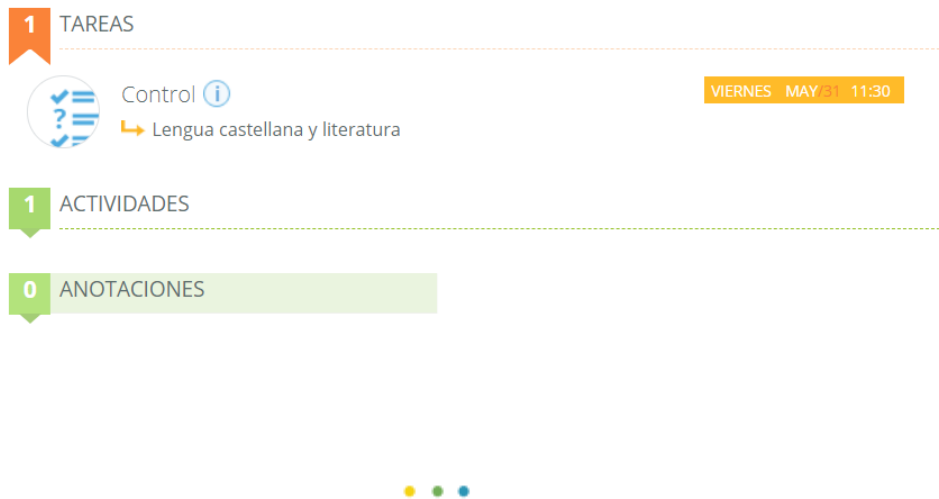 1 TAREAS
Control i
VIERNES MAY/31 11:30
Lengua castellana y literatura
1 ACTIVIDADES
0 ANOTACIONES